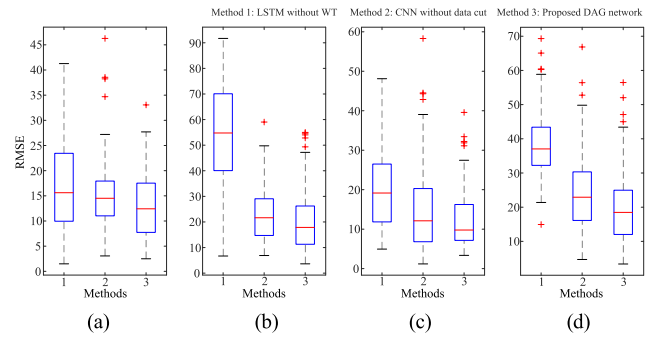 Method 1: LSTM without WT Method 2: CNN without data cut Method 3: Proposed DAG network
RMSE
45
40
35
30
25
20
15
10
5
0
1 2 3
Methods
(a)
90
80
70
60
50
40
30
20
10
0
1 2 3
Methods
(b)
60
50
40
30
20
10
0
1 2 3
Methods
(c)
70
60
50
40
30
20
10
1 2 3
Methods
(d)